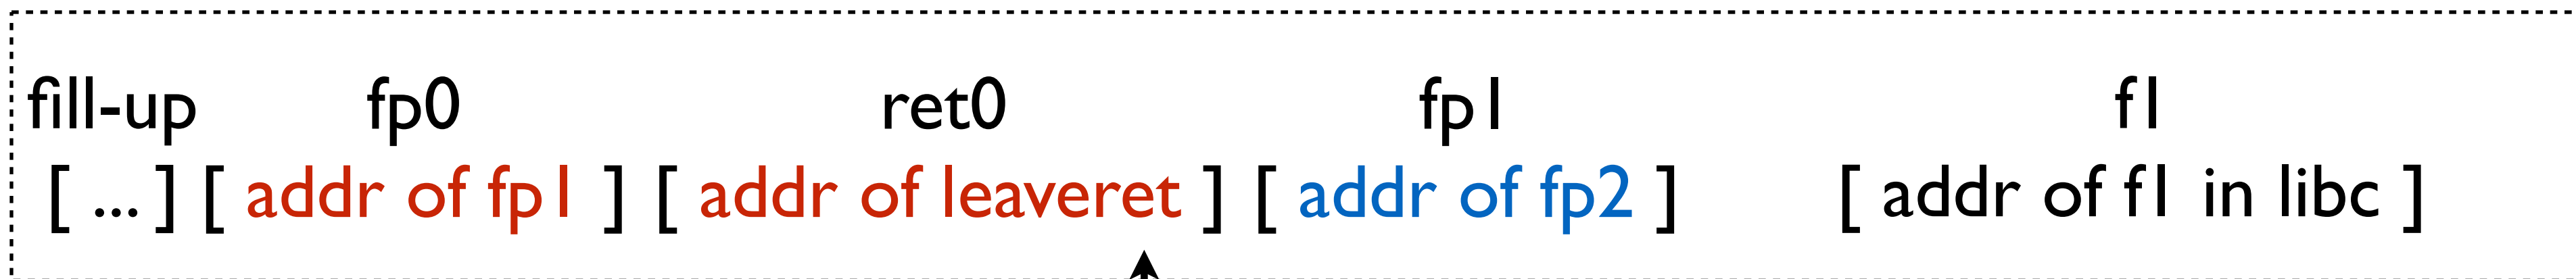 fill-up fp0 ret0 fp1 f1
[ ... ] [ addr of fp1 ] [ addr of leaveret ] [ addr of fp2 ] [ addr of f1 in libc ]